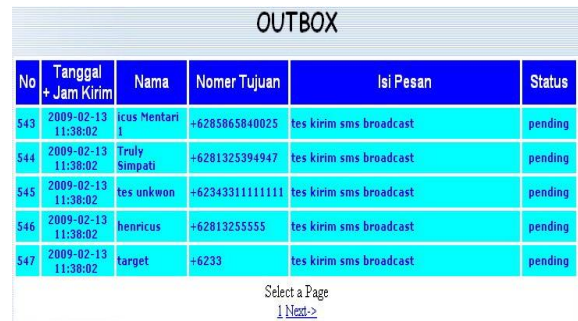 OUTBOX
No Tanggal + Jam Kirim Nama Nomer Tujuan Isi Pesan Status
543 2009-02-13 11:38:02 icus Mentari 1 +6285865840025 tes kirim sms broadcast pending
544 2009-02-13 11:38:02 Truly Simpati +6281325394947 tes kirim sms broadcast pending
545 2009-02-13 11:38:02 tes unkwon +62343311111111 tes kirim sms broadcast pending
546 2009-02-13 11:38:02 henricus +62813255555 tes kirim sms broadcast pending
547 2009-02-13 11:38:02 target +6233 tes kirim sms broadcast pending
Select a Page
1 Next->